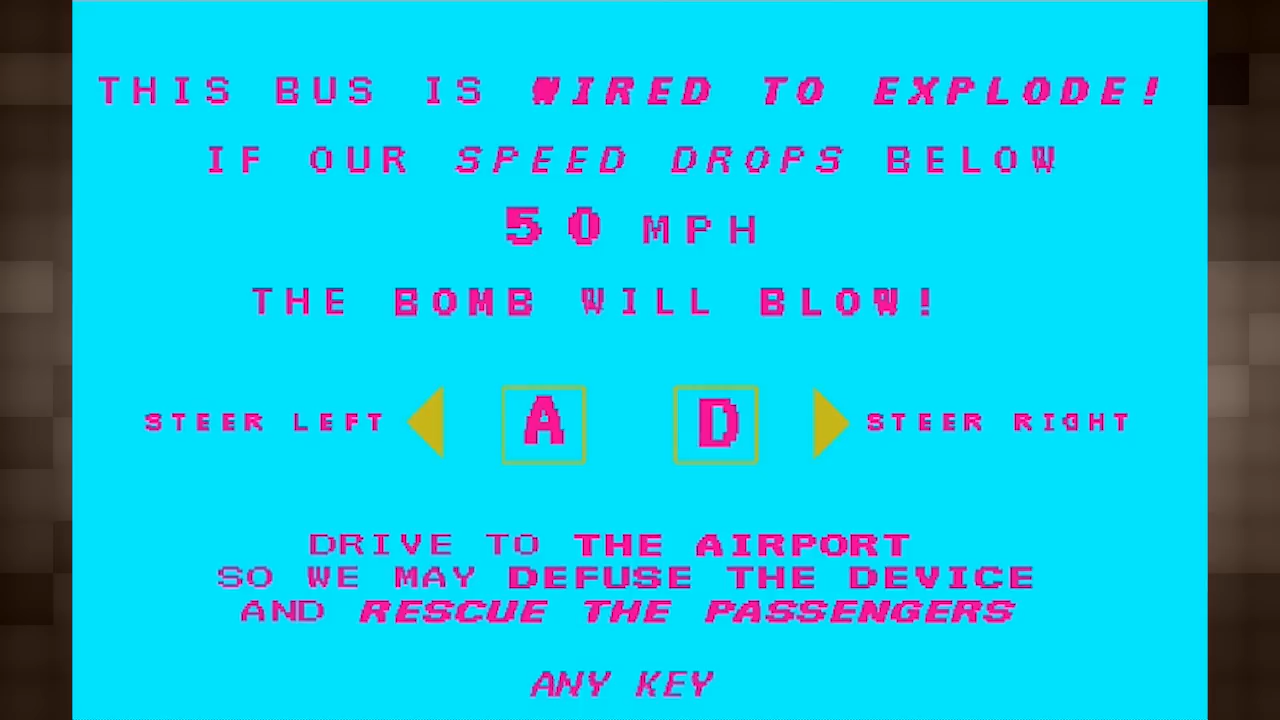 THIS BUS IS WIRED TO EXPLODE!
IF OUR SPEED DROPS BELOW
50 MPH
THE BOMB WILL BLOW!
STEER LEFT A D STEER RIGHT
DRIVE TO THE AIRPORT
SO WE MAY DEFUSE THE DEVICE
AND RESCUE THE PASSENGERS
ANY KEY